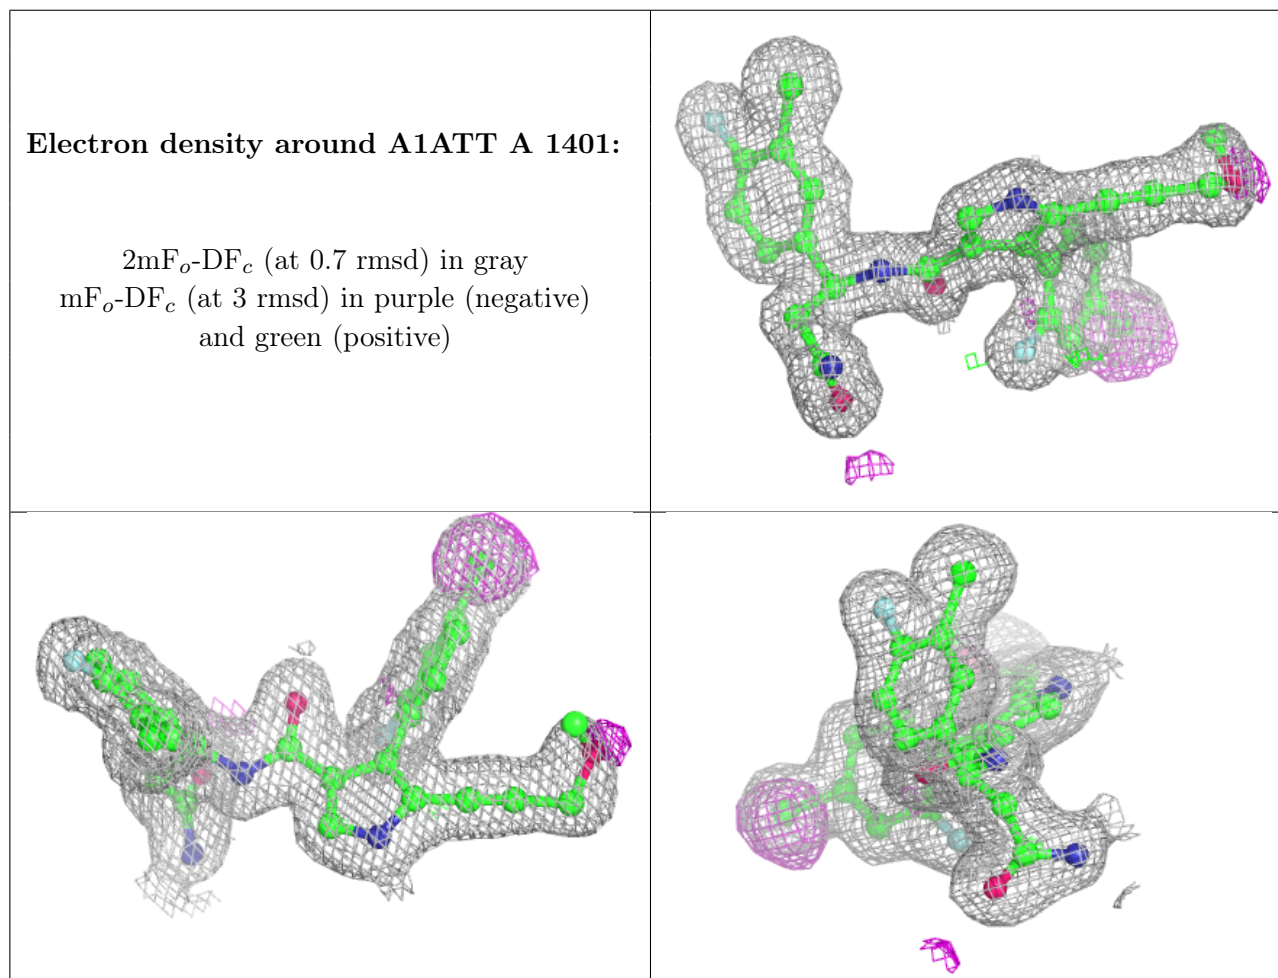 Electron density around A1ATT A 1401:
2mFo-DFc (at 0.7 rmsd) in gray
mFo-DFc (at 3 rmsd) in purple (negative)
and green (positive)